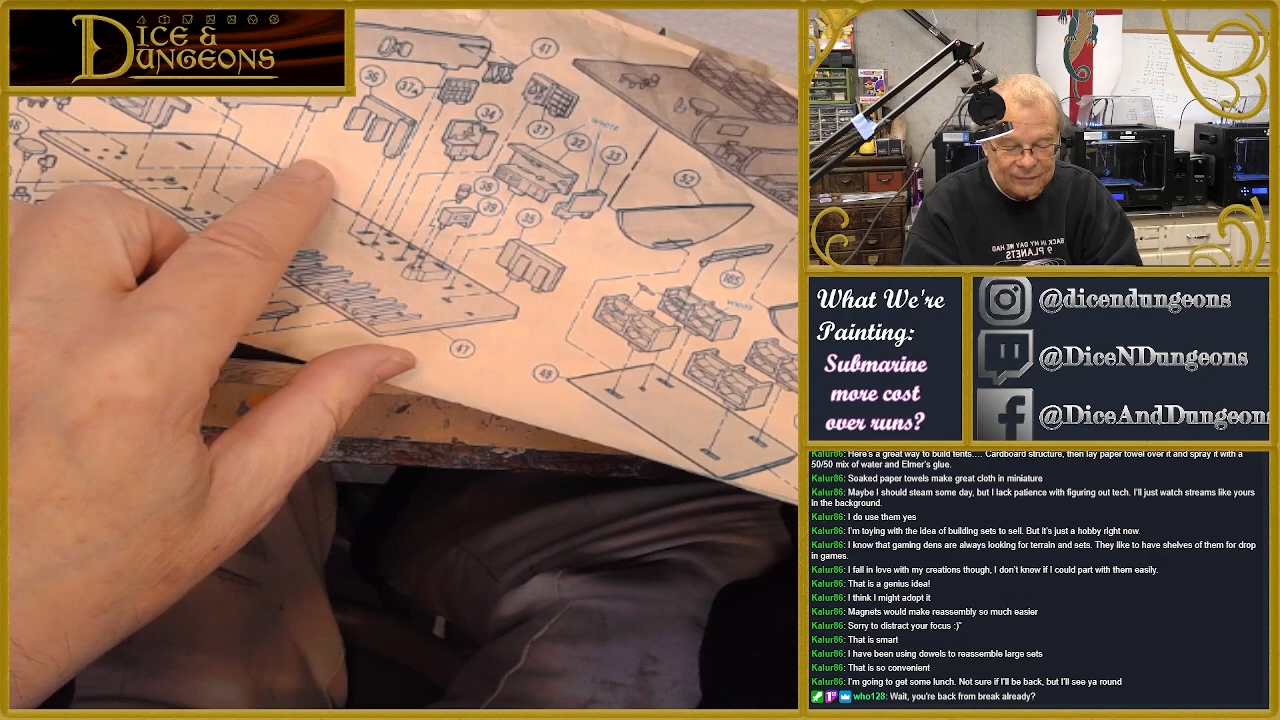 DICE &
DUNGEONS
41
36
37A
34
37
WHITE
32
33
38
39
35
52
105
WHITE
47
48
48
BACK IN MY DAY WE HAD
9 PLANETS
What We're
Painting:
Submarine
more cost
over runs?
@dicendungeons
@DiceNDungeons
@DiceAndDungeons
Kalur86: Here's a great way to build tents.... Cardboard structure, then lay paper towel over it and spray it with a
50/50 mix of water and Elmer's glue.
Kalur86: Soaked paper towels make great cloth in miniature
Kalur86: Maybe I should steam some day, but I lack patience with figuring out tech. I'll just watch streams like yours
in the background.
Kalur86: I do use them yes
Kalur86: I'm toying with the idea of building sets to sell. But it's just a hobby right now.
Kalur86: I know that gaming dens are always looking for terrain and sets. They like to have shelves of them for drop
in games.
Kalur86: I fall in love with my creations though, I don't know if I could part with them easily.
Kalur86: That is a genius idea!
Kalur86: I think I might adopt it
Kalur86: Magnets would make reassembly so much easier
Kalur86: Sorry to distract your focus :)"
Kalur86: That is smart
Kalur86: I have been using dowels to reassemble large sets
Kalur86: That is so convenient
Kalur86: I'm going to get some lunch. Not sure if I'll be back, but I'll see ya round
who128: Wait, you're back from break already?